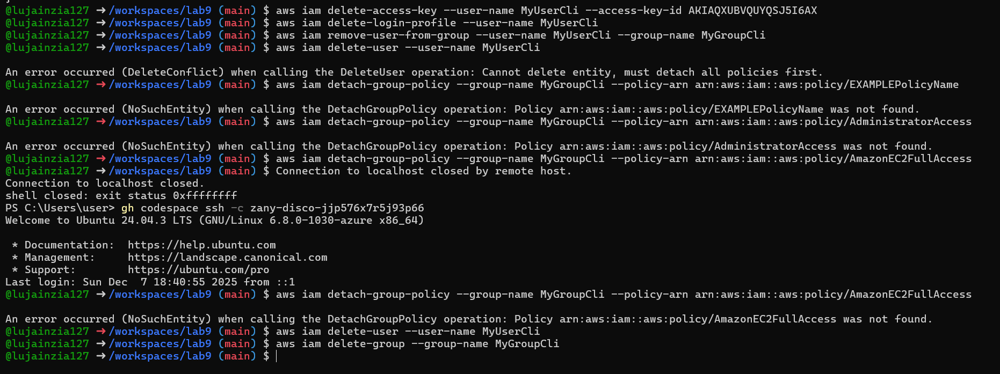 @lujainzia127 ➜ /workspaces/lab9 (main) $ aws iam delete-access-key --user-name MyUserCli --access-key-id AKIAQXUBVQUYQSJ5I6AX
@lujainzia127 ➜ /workspaces/lab9 (main) $ aws iam delete-login-profile --user-name MyUserCli
@lujainzia127 ➜ /workspaces/lab9 (main) $ aws iam remove-user-from-group --user-name MyUserCli --group-name MyGroupCli
@lujainzia127 ➜ /workspaces/lab9 (main) $ aws iam delete-user --user-name MyUserCli
An error occurred (DeleteConflict) when calling the DeleteUser operation: Cannot delete entity, must detach all policies first.
@lujainzia127 ➜ /workspaces/lab9 (main) $ aws iam detach-group-policy --group-name MyGroupCli --policy-arn arn:aws:iam::aws:policy/EXAMPLEPolicyName
An error occurred (NoSuchEntity) when calling the DetachGroupPolicy operation: Policy arn:aws:iam::aws:policy/EXAMPLEPolicyName was not found.
@lujainzia127 ➜ /workspaces/lab9 (main) $ aws iam detach-group-policy --group-name MyGroupCli --policy-arn arn:aws:iam::aws:policy/AdministratorAccess
An error occurred (NoSuchEntity) when calling the DetachGroupPolicy operation: Policy arn:aws:iam::aws:policy/AdministratorAccess was not found.
@lujainzia127 ➜ /workspaces/lab9 (main) $ aws iam detach-group-policy --group-name MyGroupCli --policy-arn arn:aws:iam::aws:policy/AmazonEC2FullAccess
@lujainzia127 ➜ /workspaces/lab9 (main) $ Connection to localhost closed by remote host.
Connection to localhost closed.
shell closed: exit status 0xffffffff
PS C:\Users\user> gh codespace ssh -c zany-disco-jjp576x7r5j93p66
Welcome to Ubuntu 24.04.3 LTS (GNU/Linux 6.8.0-1030-azure x86_64)
* Documentation:  https://help.ubuntu.com
* Management:     https://landscape.canonical.com
* Support:        https://ubuntu.com/pro
Last login: Sun Dec  7 18:40:55 2025 from ::1
@lujainzia127 ➜ /workspaces/lab9 (main) $ aws iam detach-group-policy --group-name MyGroupCli --policy-arn arn:aws:iam::aws:policy/AmazonEC2FullAccess
An error occurred (NoSuchEntity) when calling the DetachGroupPolicy operation: Policy arn:aws:iam::aws:policy/AmazonEC2FullAccess was not found.
@lujainzia127 ➜ /workspaces/lab9 (main) $ aws iam delete-user --user-name MyUserCli
@lujainzia127 ➜ /workspaces/lab9 (main) $ aws iam delete-group --group-name MyGroupCli
@lujainzia127 ➜ /workspaces/lab9 (main) $